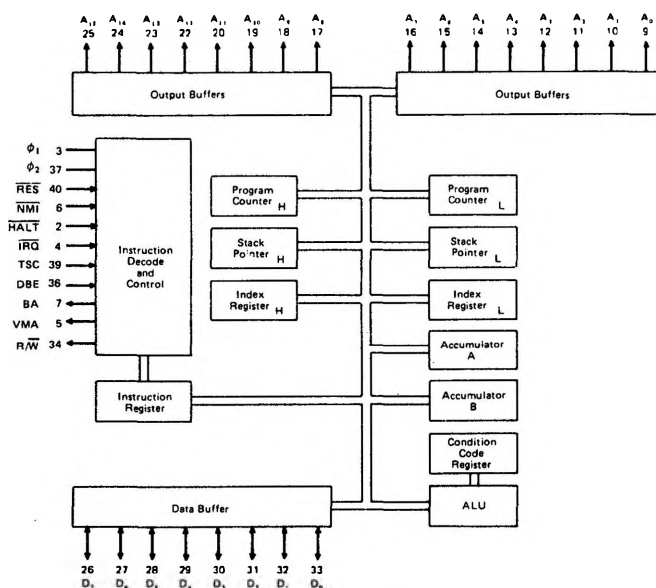 A₁₅ A₁₄ A₁₃ A₁₂ A₁₁ A₁₀ A₉ A₈
25 24 23 22 20 19 18 17
A₇ A₆ A₅ A₄ A₃ A₂ A₁ A₀
16 15 14 13 12 11 10 9
Output Buffers
Output Buffers
ϕ₁ 3
ϕ₂ 37
R̅E̅S̅ 40
N̅M̅I̅ 6
H̅A̅L̅T̅ 2
I̅R̅Q̅ 4
TSC 39
DBE 36
BA 7
VMA 5
R/W̅ 34
Instruction
Decode
and
Control
Instruction
Register
Program
Counter H
Stack
Pointer H
Index
Register H
Program
Counter L
Stack
Pointer L
Index
Register L
Accumulator
A
Accumulator
B
Condition
Code
Register
ALU
Data Buffer
26 27 28 29 30 31 32 33
D₇ D₆ D₅ D₄ D₃ D₂ D₁ D₀